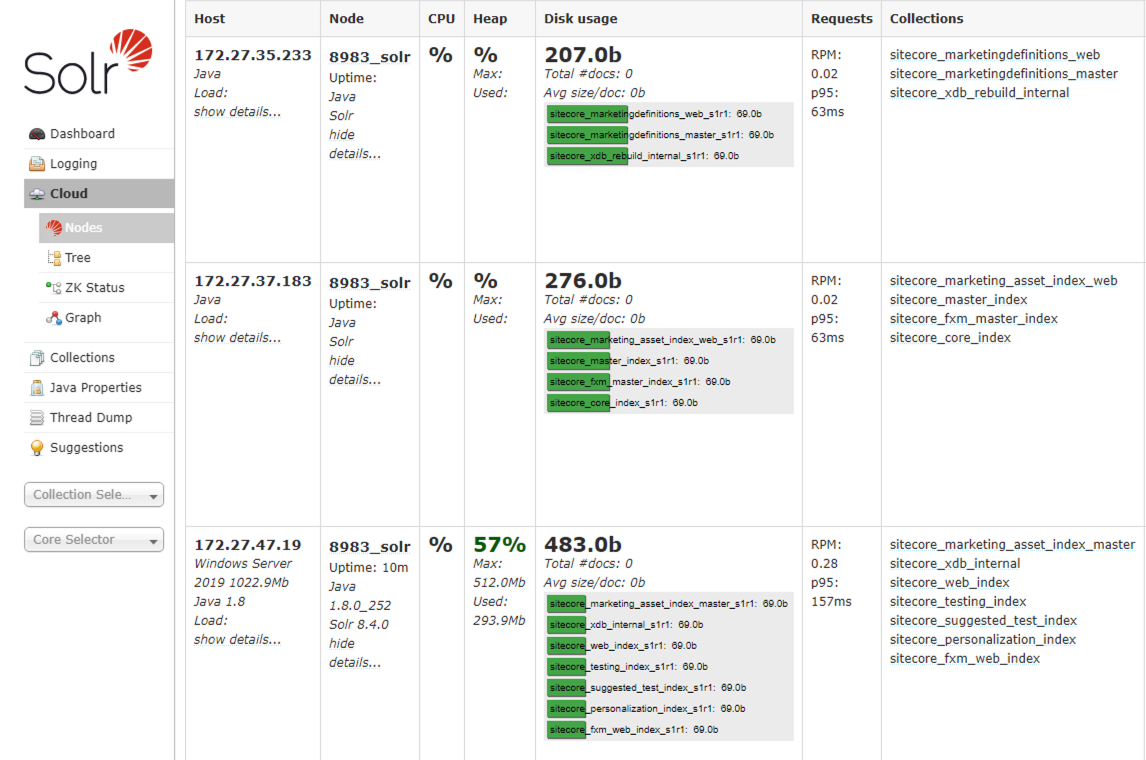 Solr
Dashboard
Logging
Cloud
Nodes
Tree
ZK Status
Graph
Collections
Java Properties
Thread Dump
Suggestions
Collection Sele...
Core Selector
Host Node CPU Heap Disk usage Requests Collections
172.27.35.233
Java
Load:
show details...
8983_solr
Uptime:
Java
Solr
hide
details...
%
%
Max:
Used:
207.0b
Total #docs: 0
Avg size/doc: 0b
sitecore_marketingdefinitions_web_s1r1: 69.0b
sitecore_marketingdefinitions_master_s1r1: 69.0b
sitecore_xdb_rebuild_internal_s1r1: 69.0b
RPM:
0.02
p95:
63ms
sitecore_marketingdefinitions_web
sitecore_marketingdefinitions_master
sitecore_xdb_rebuild_internal
172.27.37.183
Java
Load:
show details...
8983_solr
Uptime:
Java
Solr
hide
details...
%
%
Max:
Used:
276.0b
Total #docs: 0
Avg size/doc: 0b
sitecore_marketing_asset_index_web_s1r1: 69.0b
sitecore_master_index_s1r1: 69.0b
sitecore_fxm_master_index_s1r1: 69.0b
sitecore_core_index_s1r1: 69.0b
RPM:
0.02
p95:
63ms
sitecore_marketing_asset_index_web
sitecore_master_index
sitecore_fxm_master_index
sitecore_core_index
172.27.47.19
Windows Server
2019 1022.9Mb
Java 1.8
Load:
show details...
8983_solr
Uptime: 10m
Java
1.8.0_252
Solr 8.4.0
hide
details...
%
57%
Max:
512.0Mb
Used:
293.9Mb
483.0b
Total #docs: 0
Avg size/doc: 0b
sitecore_marketing_asset_index_master_s1r1: 69.0b
sitecore_xdb_internal_s1r1: 69.0b
sitecore_web_index_s1r1: 69.0b
sitecore_testing_index_s1r1: 69.0b
sitecore_suggested_test_index_s1r1: 69.0b
sitecore_personalization_index_s1r1: 69.0b
sitecore_fxm_web_index_s1r1: 69.0b
RPM:
0.28
p95:
157ms
sitecore_marketing_asset_index_master
sitecore_xdb_internal
sitecore_web_index
sitecore_testing_index
sitecore_suggested_test_index
sitecore_personalization_index
sitecore_fxm_web_index